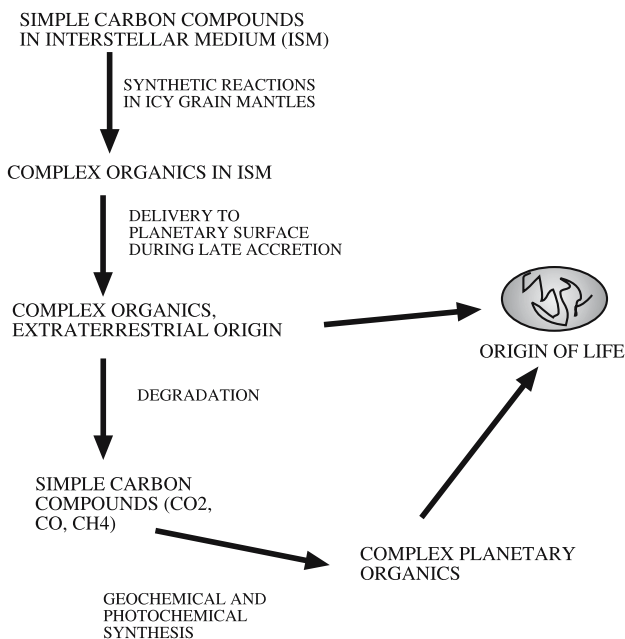 SIMPLE CARBON COMPOUNDS
IN INTERSTELLAR MEDIUM (ISM)
SYNTHETIC REACTIONS
IN ICY GRAIN MANTLES
COMPLEX ORGANICS IN ISM
DELIVERY TO
PLANETARY SURFACE
DURING LATE ACCRETION
COMPLEX ORGANICS,
EXTRATERRESTRIAL ORIGIN
ORIGIN OF LIFE
DEGRADATION
SIMPLE CARBON
COMPOUNDS (CO2,
CO, CH4)
COMPLEX PLANETARY
ORGANICS
GEOCHEMICAL AND
PHOTOCHEMICAL
SYNTHESIS